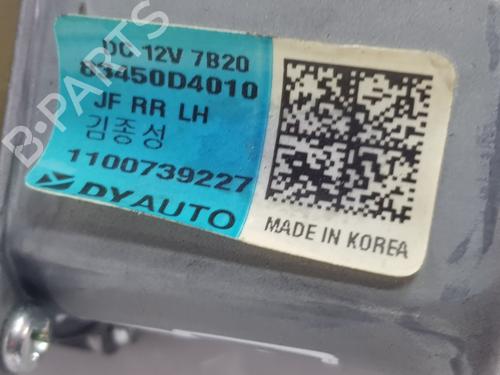 DC 12V 7B20
83450D4010
JF RR LH
김종성
1100739227
DYAUTO
MADE IN KOREA
B-PARTS